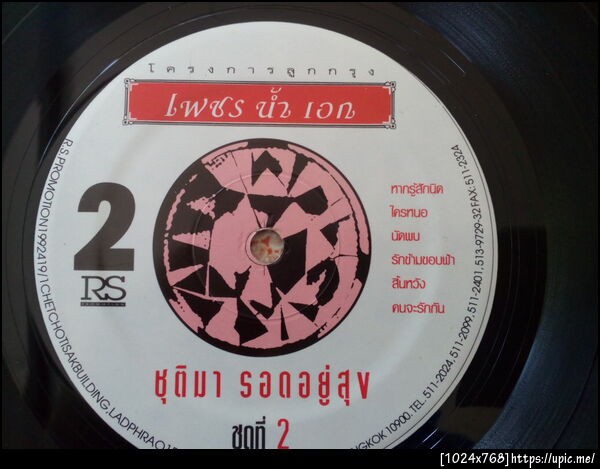 โครงการลูกกรุง
เพชร น้ำ เอก
2
RS
PROMOTION
หากรู้สักนิด
ใครหนอ
นัดพบ
รักข้ามขอบฟ้า
สิ้นหวัง
คนจะรักกัน
ชุติมา รอดอยู่สุข
ชุดที่ 2
R.S. PROMOTION 1992 419/1 CHETCHOTISAK BUILDING, LADPHRAO
GKOK 10900. TEL. 511-2024, 511-2099, 511-2401, 513-9729-32 FAX: 511-2324
[1024x768]https://upic.me/